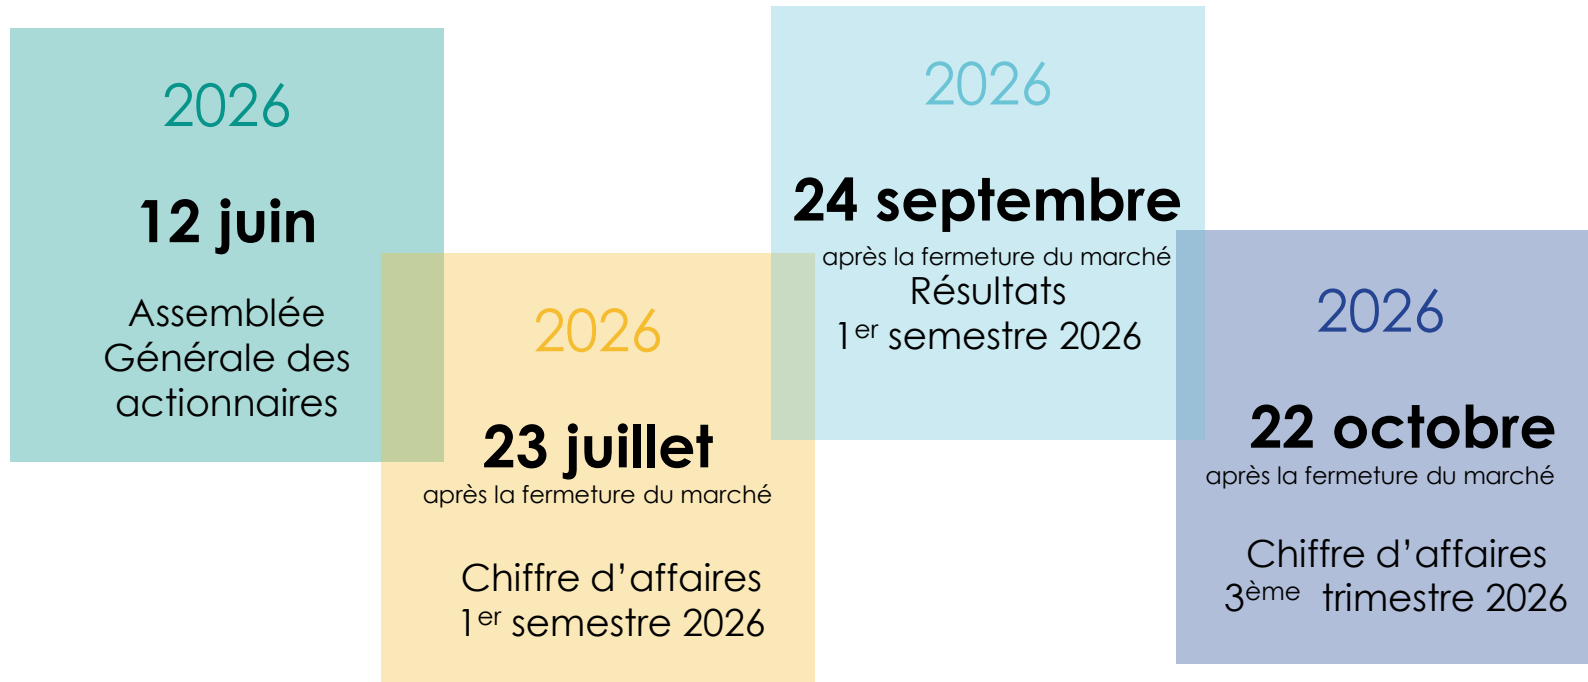 2026
12 juin
Assemblée
Générale des
actionnaires
2026
23 juillet
après la fermeture du marché
Chiffre d’affaires
1er semestre 2026
2026
24 septembre
après la fermeture du marché
Résultats
1er semestre 2026
2026
22 octobre
après la fermeture du marché
Chiffre d’affaires
3ème trimestre 2026